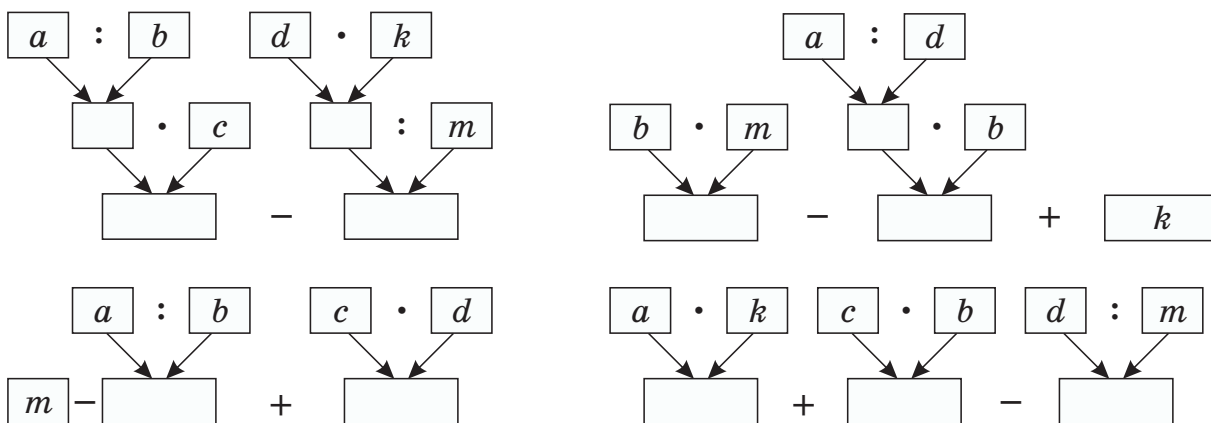 a : b d · k
· c : m
−
a : d
b · m · b
− + k
a : b c · d
m − +
a · k c · b d : m
+ −